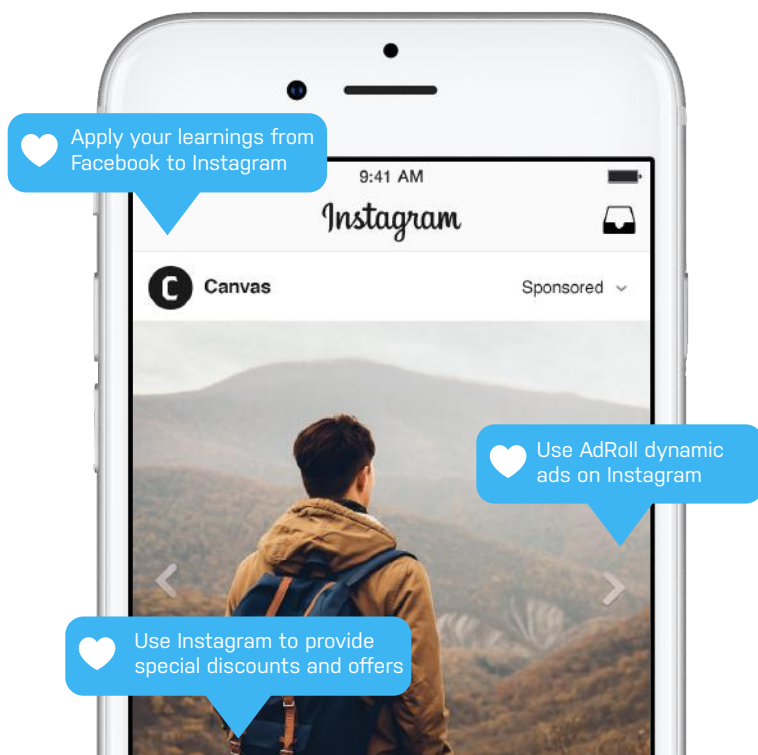 Apply your learnings from
Facebook to Instagram
9:41 AM
Instagram
C Canvas Sponsored
Use AdRoll dynamic
ads on Instagram
Use Instagram to provide
special discounts and offers